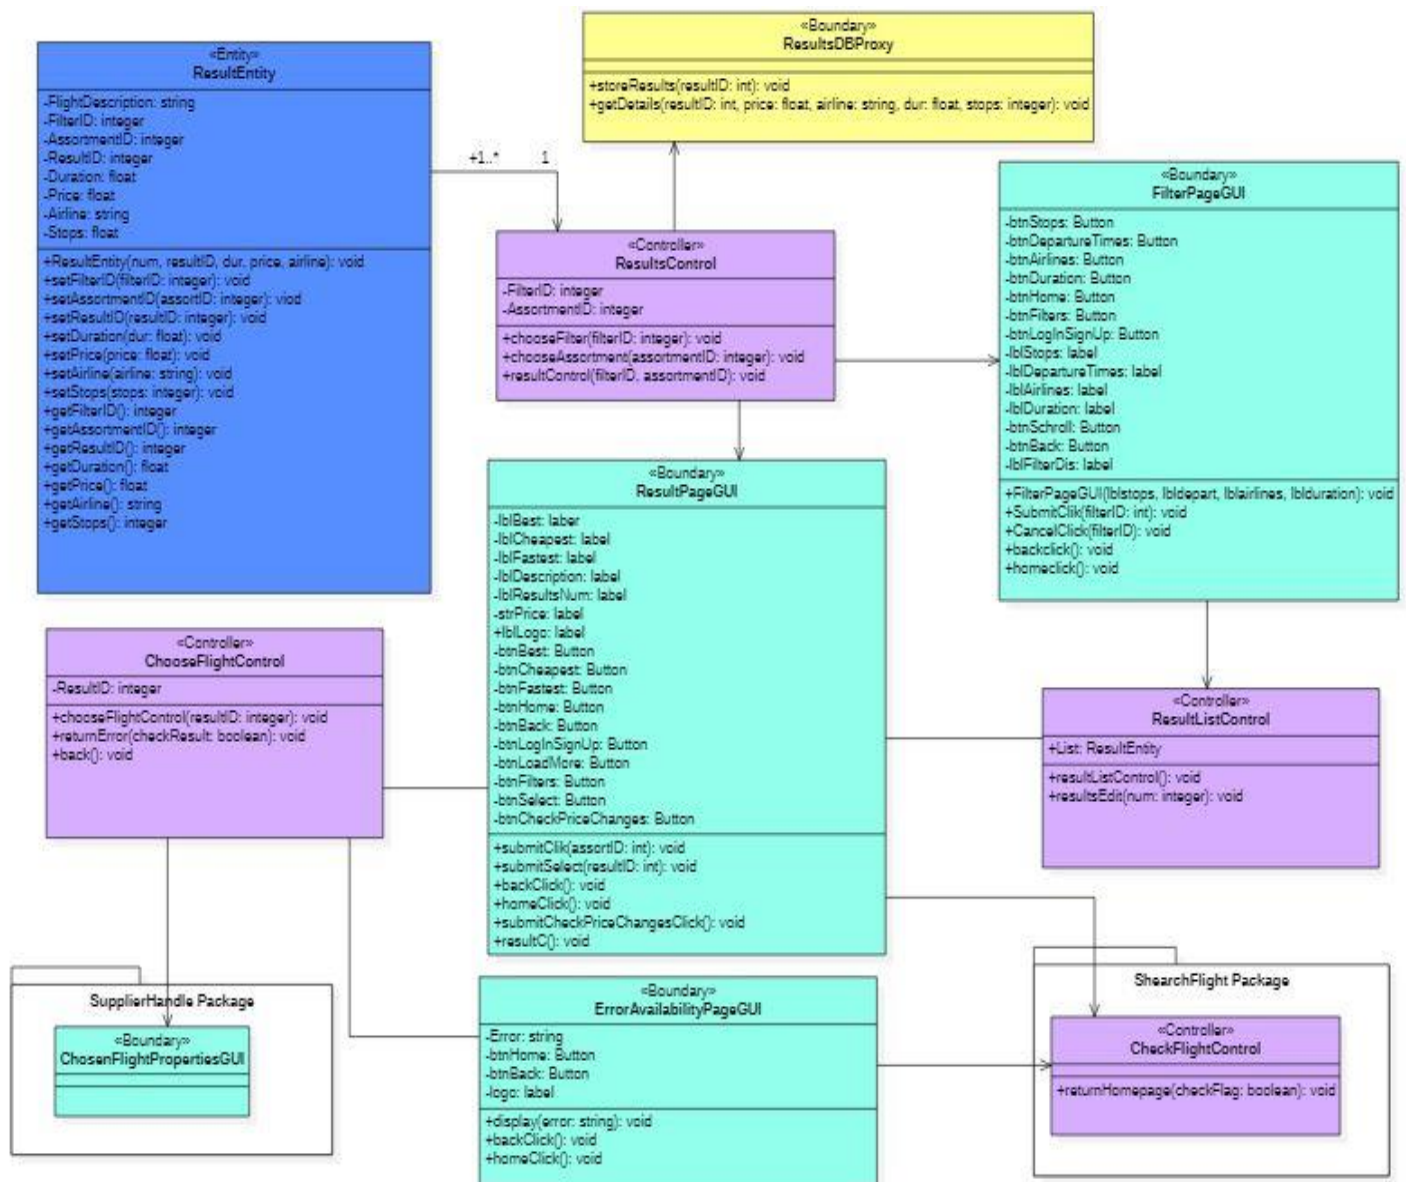 «Entity»
ResultEntity
-FlightDescription: string
-FilterID: integer
-AssortmentID: integer
-ResultID: integer
-Duration: float
-Price: float
-Airline: string
-Stops: float
+ResultEntity(num, resultID, dur. price, airline): void
+setFilterID(filterID: integer): void
+setAssortmentID(assortID: integer): viod
+setResultID(resultID: integer): void
+setDuration(dur: float): void
+setPrice(price: float): void
+setAirline(airline: string): void
+setStops(stops: integer): void
+getFilterID(): integer
+getAssortmentID(): integer
+getResultID(): integer
+getDuration(): float
+getPrice(): float
+getAirline(): string
+getStops(): integer
+1..*
1
«Boundary»
ResultsDBProxy
+storeResults(resultID: int): void
+getDetails(resultID: int, price: float, airline: string, dur: float, stops: integer): void
«Controller»
ResultsControl
-FilterID: integer
-AssortmentID: integer
+chooseFilter(filterID: integer): void
+chooseAssortment(assortmentID: integer): void
+resultControl(filterID, assortmentID): void
«Boundary»
FilterPageGUI
-btnStops: Button
-btnDepartureTimes: Button
-btnAirlines: Button
-btnDuration: Button
-btnHome: Button
-btnFilters: Button
-btnLogInSignUp: Button
-lblStops: label
-lblDepartureTimes: label
-lblAirlines: label
-lblDuration: label
-btnSchroll: Button
-btnBack: Button
-lblFilterDis: label
+FilterPageGUI(lblstops, lbldepart, lblairlines, lblduration): void
+SubmitClik(filterID: int): void
+CancelClick(filterID): void
+backclick(): void
+homeclick(): void
«Boundary»
ResultPageGUI
-lblBest: laber
-lblCheapest: label
-lblFastest: label
-lblDescription: label
-lblResultsNum: label
-strPrice: label
+lblLogo: label
-btnBest: Button
-btnCheapest: Button
-btnFastest: Button
-btnHome: Button
-btnBack: Button
-btnLogInSignUp: Button
-btnLoadMore: Button
-btnFilters: Button
-btnSelect: Button
-btnCheckPriceChanges: Button
+submitClik(assortID: int): void
+submitSelect(resultID: int): void
+backClick(): void
+homeClick(): void
+submitCheckPriceChangesClick(): void
+resultC(): void
«Controller»
ChooseFlightControl
-ResultID: integer
+chooseFlightControl(resultID: integer): void
+returnError(checkResult: boolean): void
+back(): void
«Controller»
ResultListControl
+List: ResultEntity
+resultListControl(): void
+resultsEdit(num: integer): void
SupplierHandle Package
«Boundary»
ChosenFlightPropertiesGUI
«Boundary»
ErrorAvailabilityPageGUI
-Error: string
-btnHome: Button
-btnBack: Button
-logo: label
+display(error: string): void
+backClick(): void
+homeClick(): void
ShearchFlight Package
«Controller»
CheckFlightControl
+returnHomepage(checkFlag: boolean): void